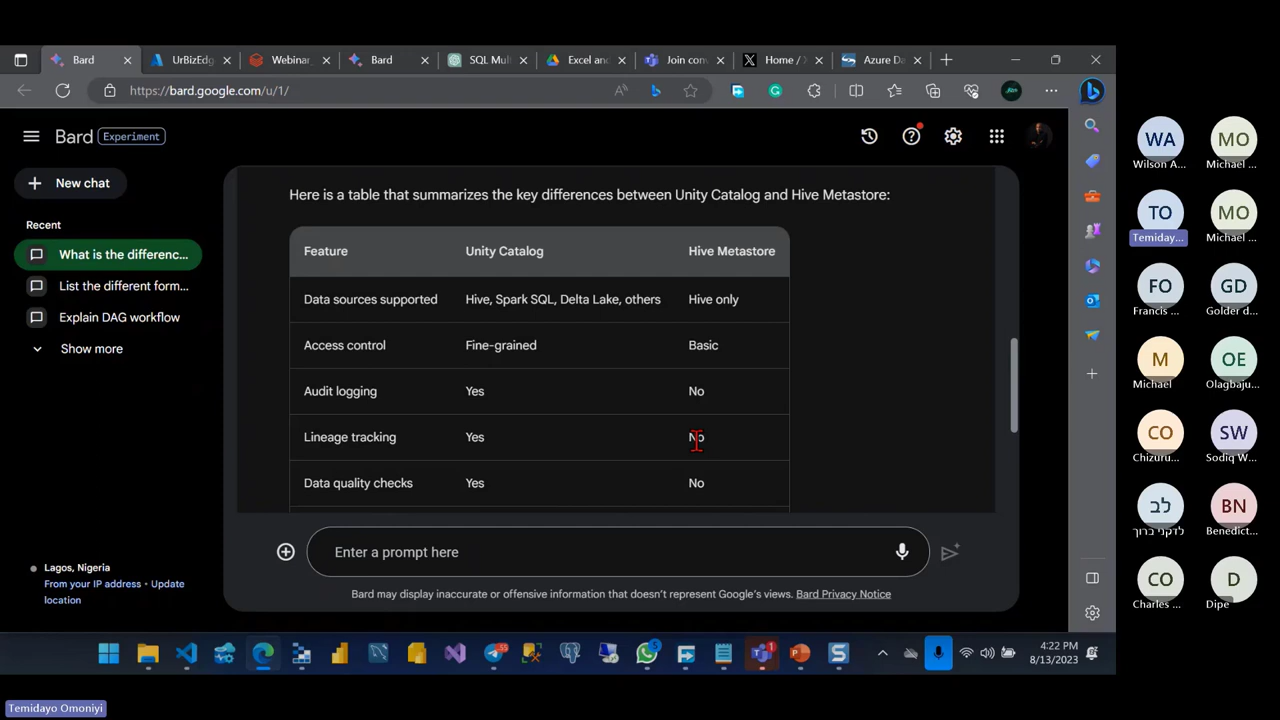 Bard
UrBizEdg
Webinar_
Bard
SQL Mult
Excel and
Join con
Home / X
Azure Da
https://bard.google.com/u/1/
Bard
Experiment
New chat
Recent
What is the differenc...
List the different form...
Explain DAG workflow
Show more
Lagos, Nigeria
From your IP address • Update
location
Here is a table that summarizes the key differences between Unity Catalog and Hive Metastore:
Feature Unity Catalog Hive Metastore
Data sources supported Hive, Spark SQL, Delta Lake, others Hive only
Access control Fine-grained Basic
Audit logging Yes No
Lineage tracking Yes No
Data quality checks Yes No
Enter a prompt here
Bard may display inaccurate or offensive information that doesn't represent Google's views. Bard Privacy Notice
4:22 PM
8/13/2023
WA
Wilson A...
MO
Michael ...
TO
Temiday...
MO
Michael ...
FO
Francis ...
GD
Golder d...
M
Michael
OE
Olagbaju...
CO
Chizuru...
SW
Sodiq W...
לב
לדקני ברוך
BN
Benedict...
CO
Charles ...
D
Dipe
Temidayo Omoniyi